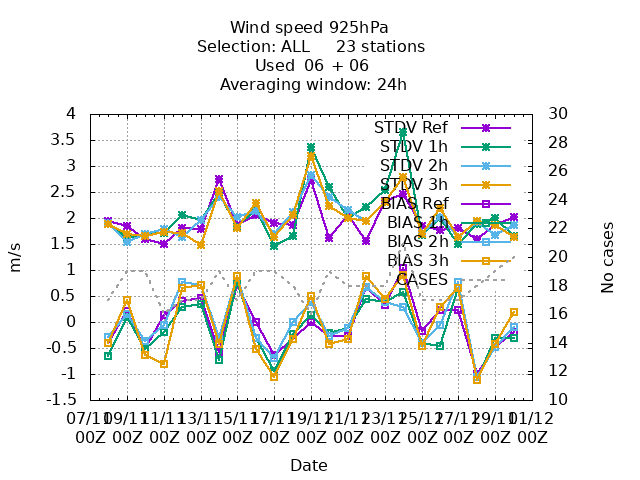 Wind speed 925hPa
Selection: ALL 23 stations
Used 06 + 06
Averaging window: 24h
4
3.5
3
2.5
2
1.5
1
0.5
0
-0.5
-1
-1.5
m/s
30
28
26
24
22
20
18
16
14
12
10
No cases
STDV Ref
STDV 1h
STDV 2h
STDV 3h
BIAS Ref
BIAS 1h
BIAS 2h
BIAS 3h
CASES
07/11 09/11 11/11 13/11 15/11 17/11 19/11 21/11 23/11 25/11 27/11 29/11 01/12
00Z 00Z 00Z 00Z 00Z 00Z 00Z 00Z 00Z 00Z 00Z 00Z 00Z
Date